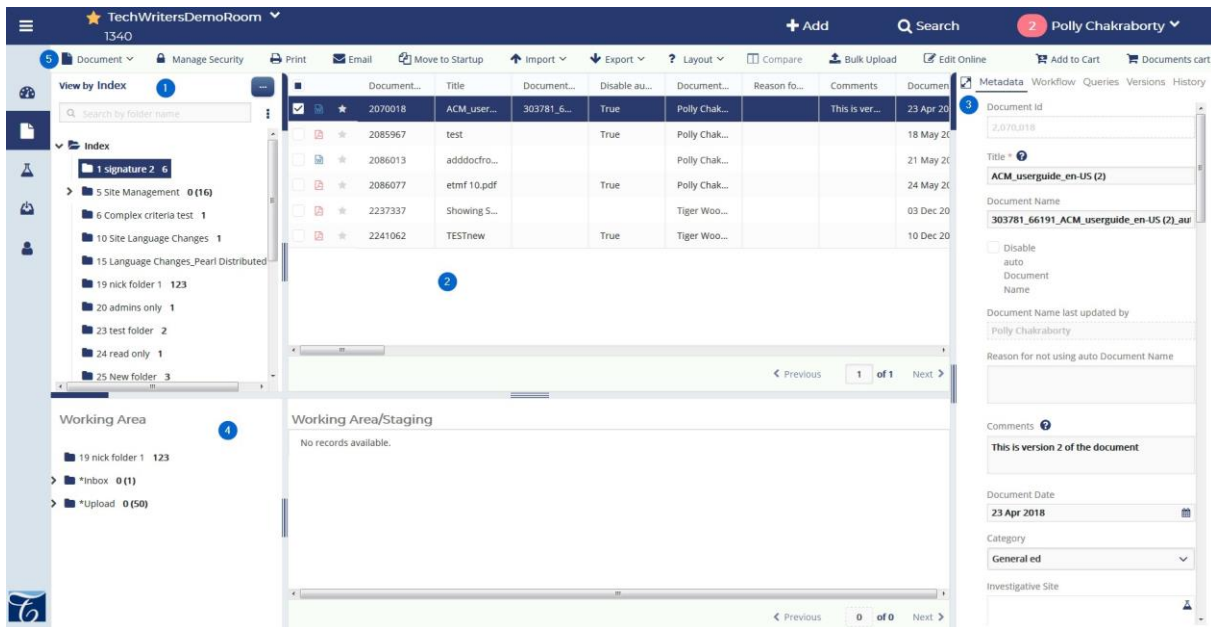 TechWritersDemoRoom
1340
Add
Search
2 Polly Chakraborty
5 Document Manage Security Print Email Move to Startup Import Export ? Layout Compare Bulk Upload Edit Online Add to Cart Documents cart
View by Index 1 ...
Search by folder name
Index
1 signature 2 6
5 Site Management 0 (16)
6 Complex criteria test 1
10 Site Language Changes 1
15 Language Changes_Pearl Distributed
19 nick folder 1 123
20 admins only 1
23 test folder 2
24 read only 1
25 New folder 3
Document... Title Document... Disable au... Document... Reason fo... Comments Documen
2070018 ACM_user... 303781_6... True Polly Chak... This is ver... 23 Apr 20
2085967 test True Polly Chak... 18 May 20
2086013 adddocfro... Polly Chak... 21 May 20
2086077 etmf 10.pdf True Polly Chak... 24 May 20
2237337 Showing S... Tiger Woo... 03 Dec 20
2241062 TESTnew True Tiger Woo... 10 Dec 20
2
Previous 1 of 1 Next
Metadata Workflow Queries Versions History
3 Document Id
2,070,018
Title * ?
ACM_userguide_en-US (2)
Document Name
303781_66191_ACM_userguide_en-US (2)_aut
Disable
auto
Document
Name
Document Name last updated by
Polly Chakraborty
Reason for not using auto Document Name
Comments ?
This is version 2 of the document
Document Date
23 Apr 2018
Category
General ed
Investigative Site
Working Area
4
19 nick folder 1 123
*Inbox 0 (1)
*Upload 0 (50)
Working Area/Staging
No records available.
Previous 0 of 0 Next